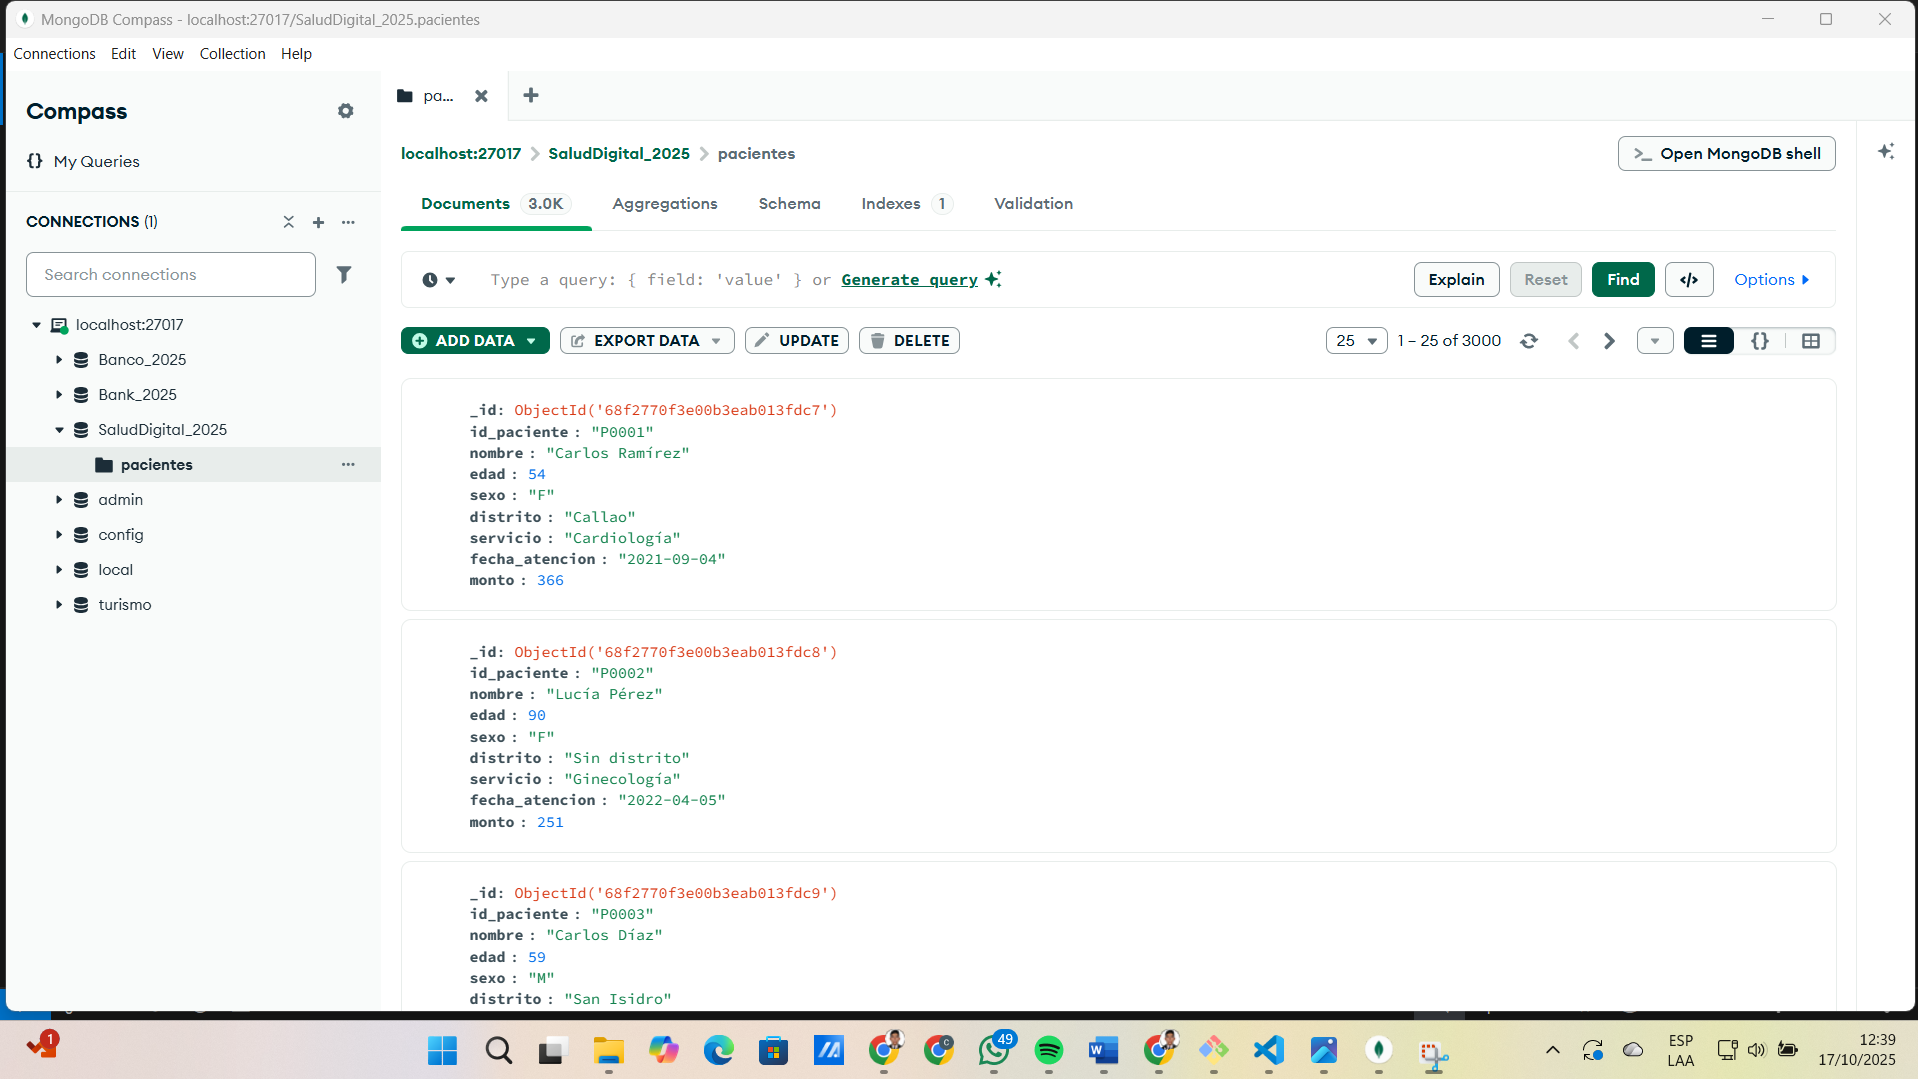 MongoDB Compass - localhost:27017/SaludDigital_2025.pacientes
Connections Edit View Collection Help
Compass
pa...
{} My Queries
localhost:27017 > SaludDigital_2025 > pacientes
>_ Open MongoDB shell
Documents 3.0K Aggregations Schema Indexes 1 Validation
CONNECTIONS (1)
Search connections
Type a query: { field: 'value' } or Generate query
Explain Reset Find </> Options
localhost:27017
Banco_2025
Bank_2025
SaludDigital_2025
pacientes
admin
config
local
turismo
ADD DATA EXPORT DATA UPDATE DELETE
25 1 – 25 of 3000 {}
_id: ObjectId('68f2770f3e00b3eab013fdc7')
id_paciente : "P0001"
nombre : "Carlos Ramírez"
edad : 54
sexo : "F"
distrito : "Callao"
servicio : "Cardiología"
fecha_atencion : "2021-09-04"
monto : 366
_id: ObjectId('68f2770f3e00b3eab013fdc8')
id_paciente : "P0002"
nombre : "Lucía Pérez"
edad : 90
sexo : "F"
distrito : "Sin distrito"
servicio : "Ginecología"
fecha_atencion : "2022-04-05"
monto : 251
_id: ObjectId('68f2770f3e00b3eab013fdc9')
id_paciente : "P0003"
nombre : "Carlos Díaz"
edad : 59
sexo : "M"
distrito : "San Isidro"
1
49
ESP
LAA
12:39
17/10/2025